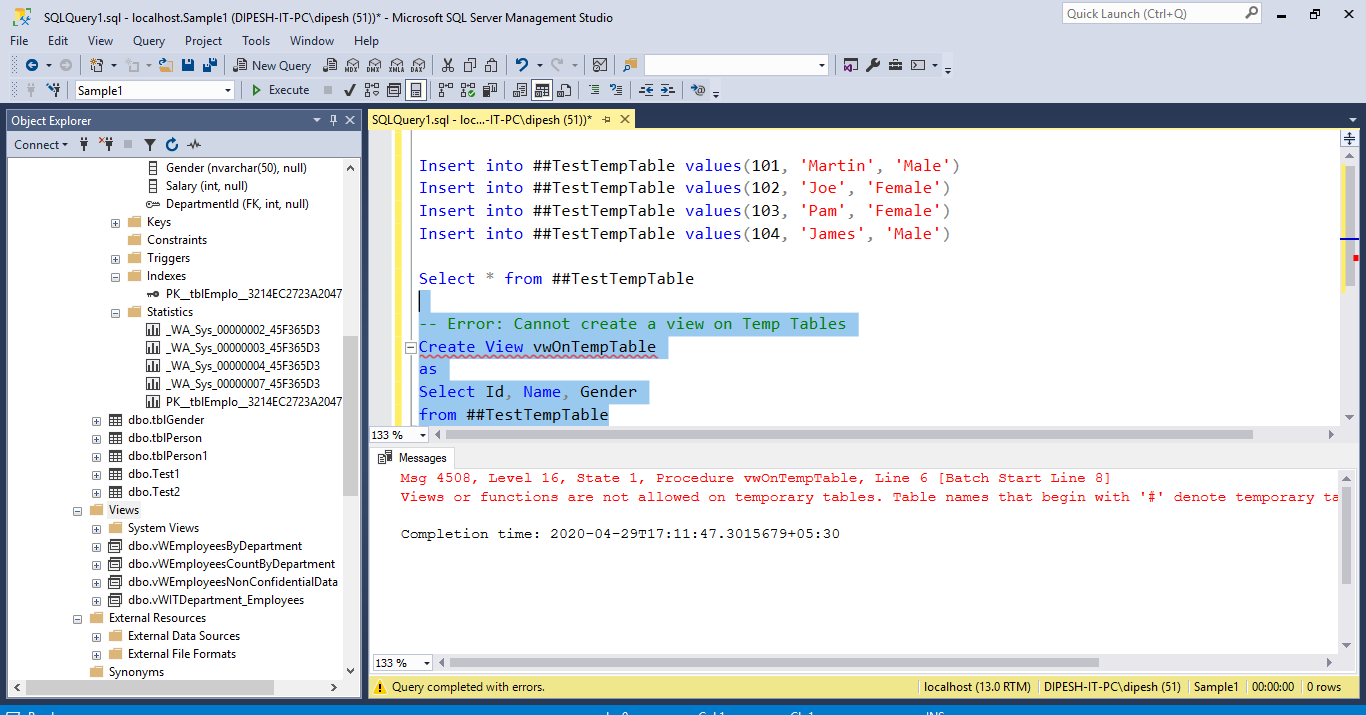 SQLQuery1.sql - localhost.Sample1 (DIPESH-IT-PC\dipesh (51))* - Microsoft SQL Server Management Studio
Quick Launch (Ctrl+Q)
File Edit View Query Project Tools Window Help
New Query
MDX DMX XMLA DAX
Sample1
Execute
Object Explorer
Connect
Gender (nvarchar(50), null)
Salary (int, null)
DepartmentId (FK, int, null)
Keys
Constraints
Triggers
Indexes
PK__tblEmplo__3214EC2723A2047
Statistics
_WA_Sys_00000002_45F365D3
_WA_Sys_00000003_45F365D3
_WA_Sys_00000004_45F365D3
_WA_Sys_00000007_45F365D3
PK__tblEmplo__3214EC2723A2047
dbo.tblGender
dbo.tblPerson
dbo.tblPerson1
dbo.Test1
dbo.Test2
Views
System Views
dbo.vWEmployeesByDepartment
dbo.vWEmployeesCountByDepartment
dbo.vWEmployeesNonConfidentialData
dbo.vWITDepartment_Employees
External Resources
External Data Sources
External File Formats
Synonyms
SQLQuery1.sql - loc...-IT-PC\dipesh (51))*
Insert into ##TestTempTable values(101, 'Martin', 'Male')
Insert into ##TestTempTable values(102, 'Joe', 'Female')
Insert into ##TestTempTable values(103, 'Pam', 'Female')
Insert into ##TestTempTable values(104, 'James', 'Male')
Select * from ##TestTempTable
-- Error: Cannot create a view on Temp Tables
Create View vwOnTempTable
as
Select Id, Name, Gender
from ##TestTempTable
133 %
Messages
Msg 4508, Level 16, State 1, Procedure vwOnTempTable, Line 6 [Batch Start Line 8]
Views or functions are not allowed on temporary tables. Table names that begin with '#' denote temporary ta
Completion time: 2020-04-29T17:11:47.3015679+05:30
133 %
Query completed with errors.
localhost (13.0 RTM) DIPESH-IT-PC\dipesh (51) Sample1 00:00:00 0 rows